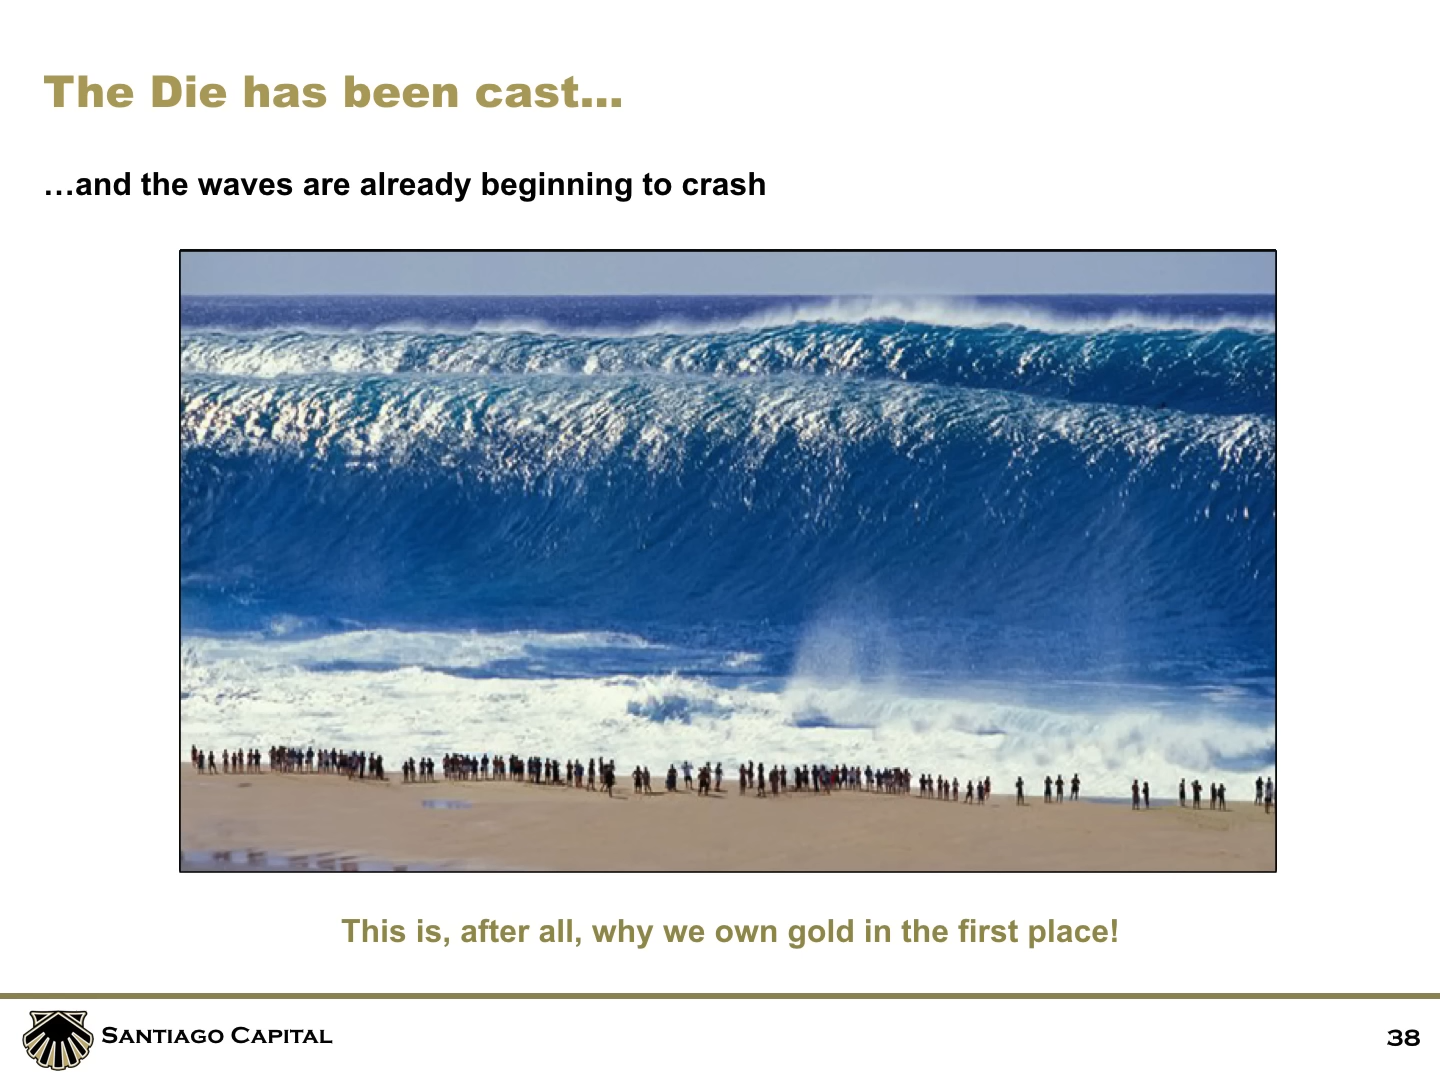 The Die has been cast...
…and the waves are already beginning to crash
This is, after all, why we own gold in the first place!
Santiago Capital
38